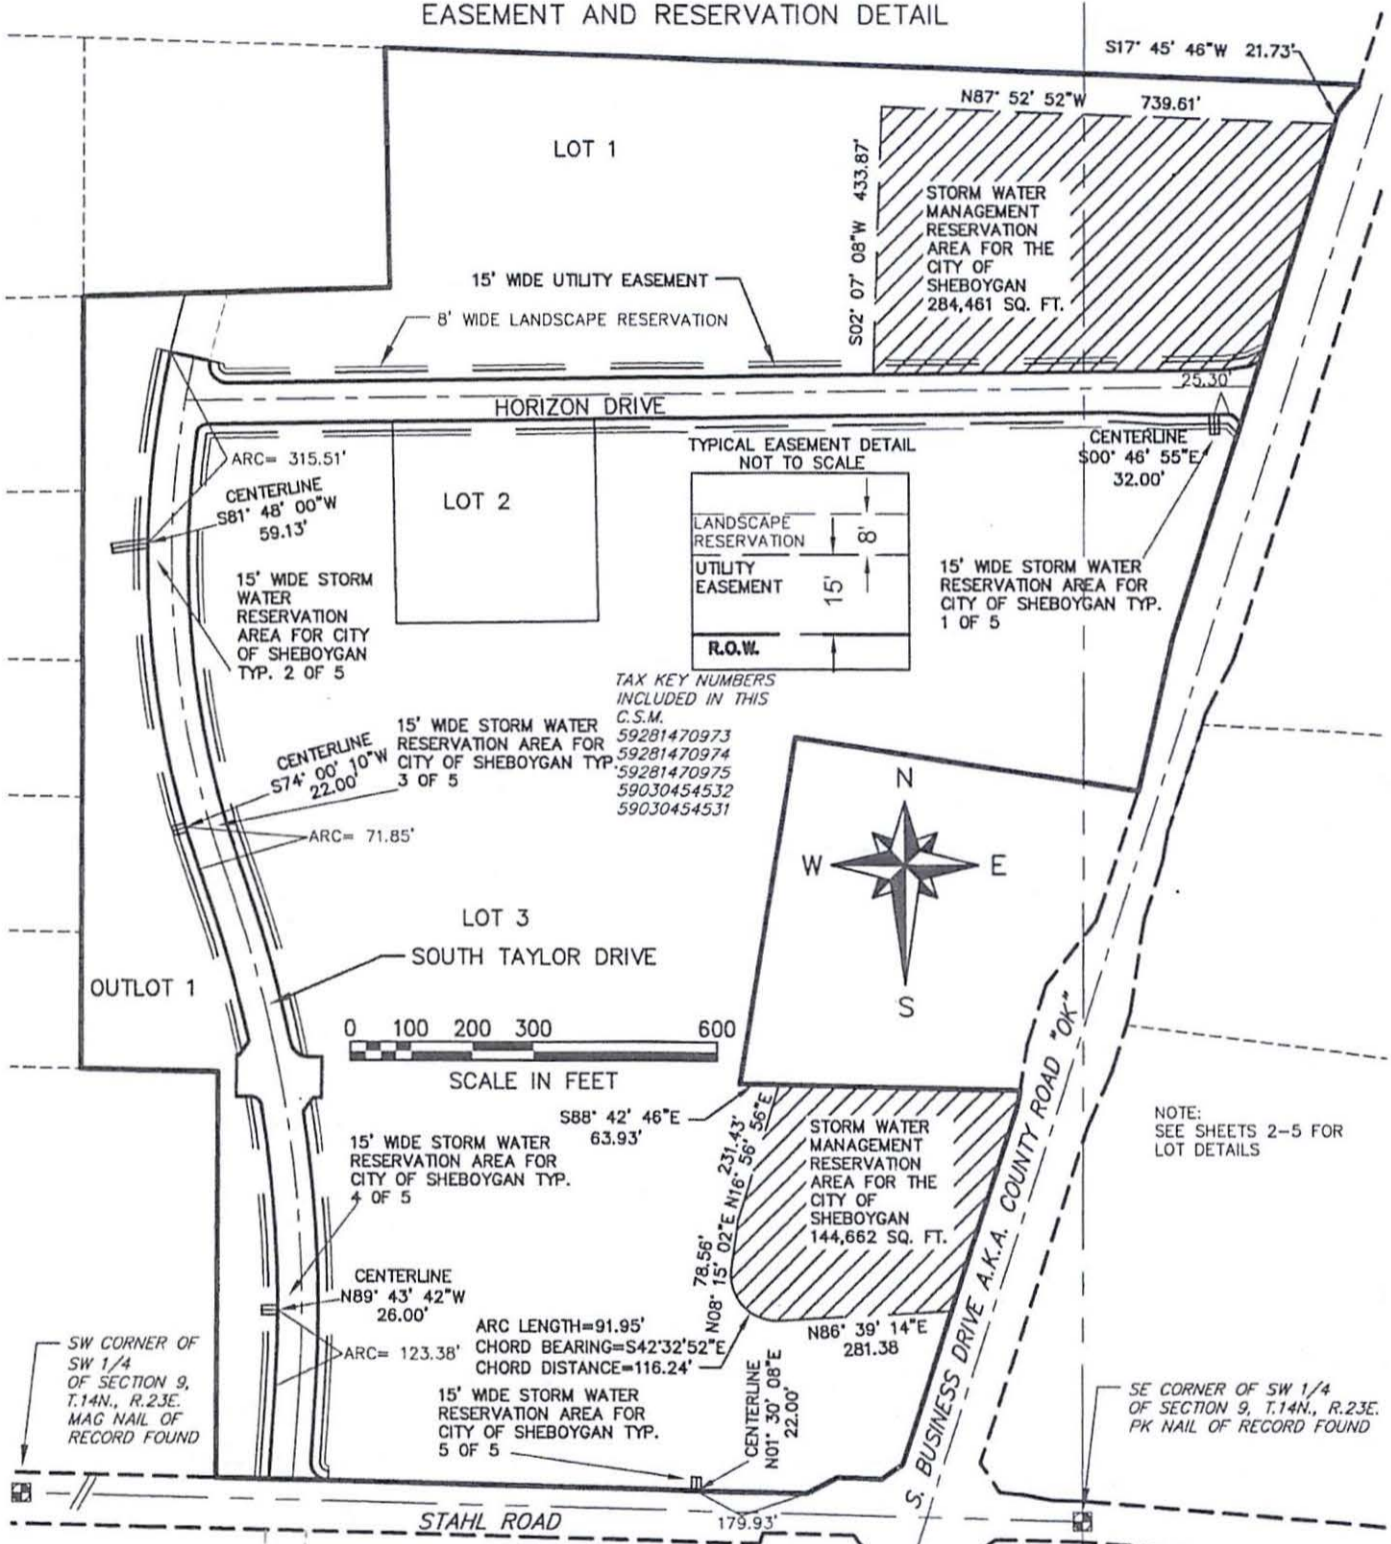 EASEMENT AND RESERVATION DETAIL
S17° 45' 46"W 21.73'
N87° 52' 52"W 739.61'
LOT 1
S02° 07' 08"W 433.87'
STORM WATER
MANAGEMENT
RESERVATION
AREA FOR THE
CITY OF
SHEBOYGAN
284,461 SQ. FT.
15' WIDE UTILITY EASEMENT
8' WIDE LANDSCAPE RESERVATION
25.30'
HORIZON DRIVE
ARC= 315.51'
CENTERLINE
S81° 48' 00"W
59.13'
LOT 2
TYPICAL EASEMENT DETAIL
NOT TO SCALE
LANDSCAPE
RESERVATION
8'
UTILITY
EASEMENT
15'
R.O.W.
CENTERLINE
S00° 46' 55"E
32.00'
15' WIDE STORM WATER
RESERVATION AREA FOR
CITY OF SHEBOYGAN TYP.
1 OF 5
15' WIDE STORM
WATER
RESERVATION
AREA FOR CITY
OF SHEBOYGAN
TYP. 2 OF 5
TAX KEY NUMBERS
INCLUDED IN THIS
C.S.M.
59281470973
59281470974
59281470975
59030454532
59030454531
CENTERLINE
S74° 00' 10"W
22.00'
15' WIDE STORM WATER
RESERVATION AREA FOR
CITY OF SHEBOYGAN TYP.
3 OF 5
ARC= 71.85'
N
W
E
S
LOT 3
SOUTH TAYLOR DRIVE
OUTLOT 1
0 100 200 300 600
SCALE IN FEET
S88° 42' 46"E
63.93'
231.43'
N16° 56' 56"E
78.56'
N08° 15' 02"E
STORM WATER
MANAGEMENT
RESERVATION
AREA FOR THE
CITY OF
SHEBOYGAN
144,662 SQ. FT.
NOTE:
SEE SHEETS 2-5 FOR
LOT DETAILS
15' WIDE STORM WATER
RESERVATION AREA FOR
CITY OF SHEBOYGAN TYP.
4 OF 5
CENTERLINE
N89° 43' 42"W
26.00'
ARC= 123.38'
ARC LENGTH=91.95'
CHORD BEARING=S42°32'52"E
CHORD DISTANCE=116.24'
N86° 39' 14"E
281.38
S. BUSINESS DRIVE A.K.A. COUNTY ROAD "OK"
SW CORNER OF
SW 1/4
OF SECTION 9,
T.14N., R.23E.
MAG NAIL OF
RECORD FOUND
15' WIDE STORM WATER
RESERVATION AREA FOR
CITY OF SHEBOYGAN TYP.
5 OF 5
CENTERLINE
N01° 30' 08"E
22.00'
SE CORNER OF SW 1/4
OF SECTION 9, T.14N., R.23E.
PK NAIL OF RECORD FOUND
STAHL ROAD
179.93'